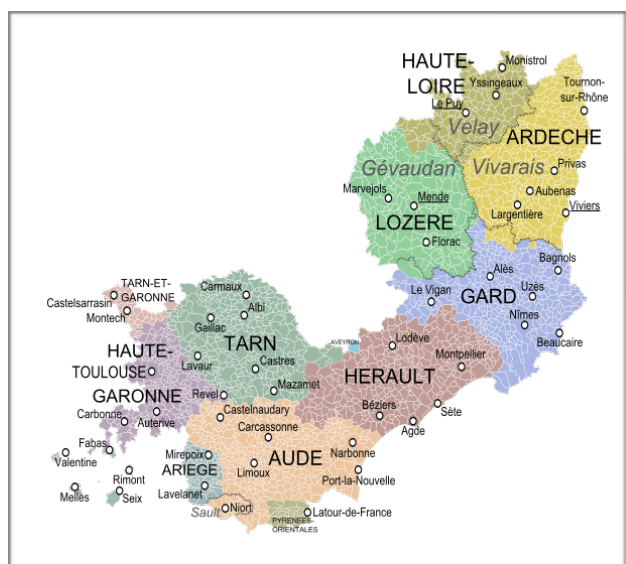 HAUTE-
LOIRE
Monistrol
Yssingeaux
Le Puy
Velay
Tournon-
sur-Rhône
ARDECHE
Gévaudan
Vivarais
Privas
Marvejols
Mende
Aubenas
Largentière
Viviers
LOZERE
Florac
Bagnols
Alès
TARN-ET-
GARONNE
Carmaux
Castelsarrasin
Montech
Albi
Le Vigan
GARD
Uzès
Nîmes
Gaillac
TARN
AVEYRON
Lodève
Beaucaire
HAUTE-
TOULOUSE
GARONNE
Lavaur
Castres
Montpellier
HERAULT
Mazamet
Revel
Béziers
Sète
Agde
Carbonne
Auterive
Castelnaudary
Carcassonne
Fabas
Valentine
Mirepoix
ARIEGE
AUDE
Narbonne
Rimont
Limoux
Port-la-Nouvelle
Melles
Seix
Lavelanet
Sault
Niort
Latour-de-France
PYRENEES-
ORIENTALES